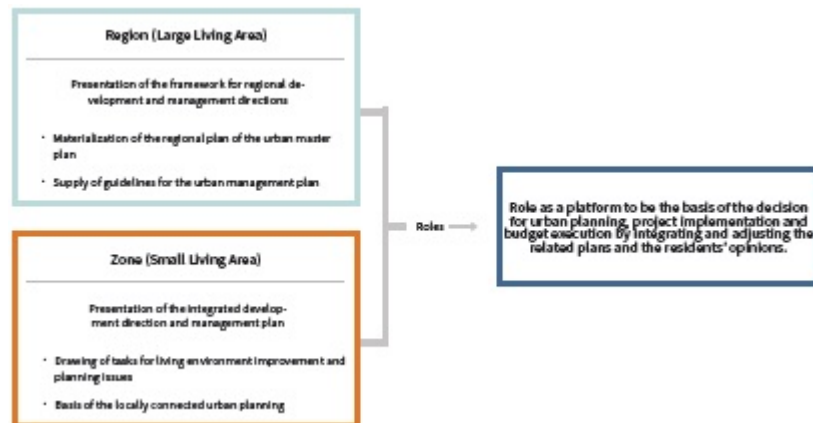 Region (Large Living Area)
Presentation of the framework for regional de-
velopment and management directions
• Materialization of the regional plan of the urban master
plan
• Supply of guidelines for the urban management plan
Zone (Small Living Area)
Presentation of the integrated develop-
ment direction and management plan
• Drawing of tasks for living environment improvement and
planning issues
• Basis of the locally connected urban planning
Roles
Role as a platform to be the basis of the decision
for urban planning, project implementation and
budget execution by integrating and adjusting the
related plans and the residents' opinions.